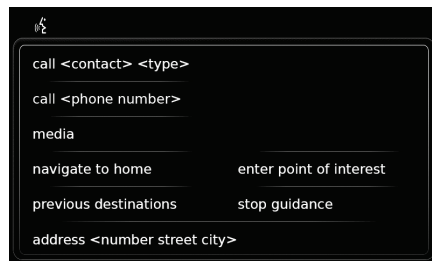 call <contact> <type>
call <phone number>
media
navigate to home enter point of interest
previous destinations stop guidance
address <number street city>